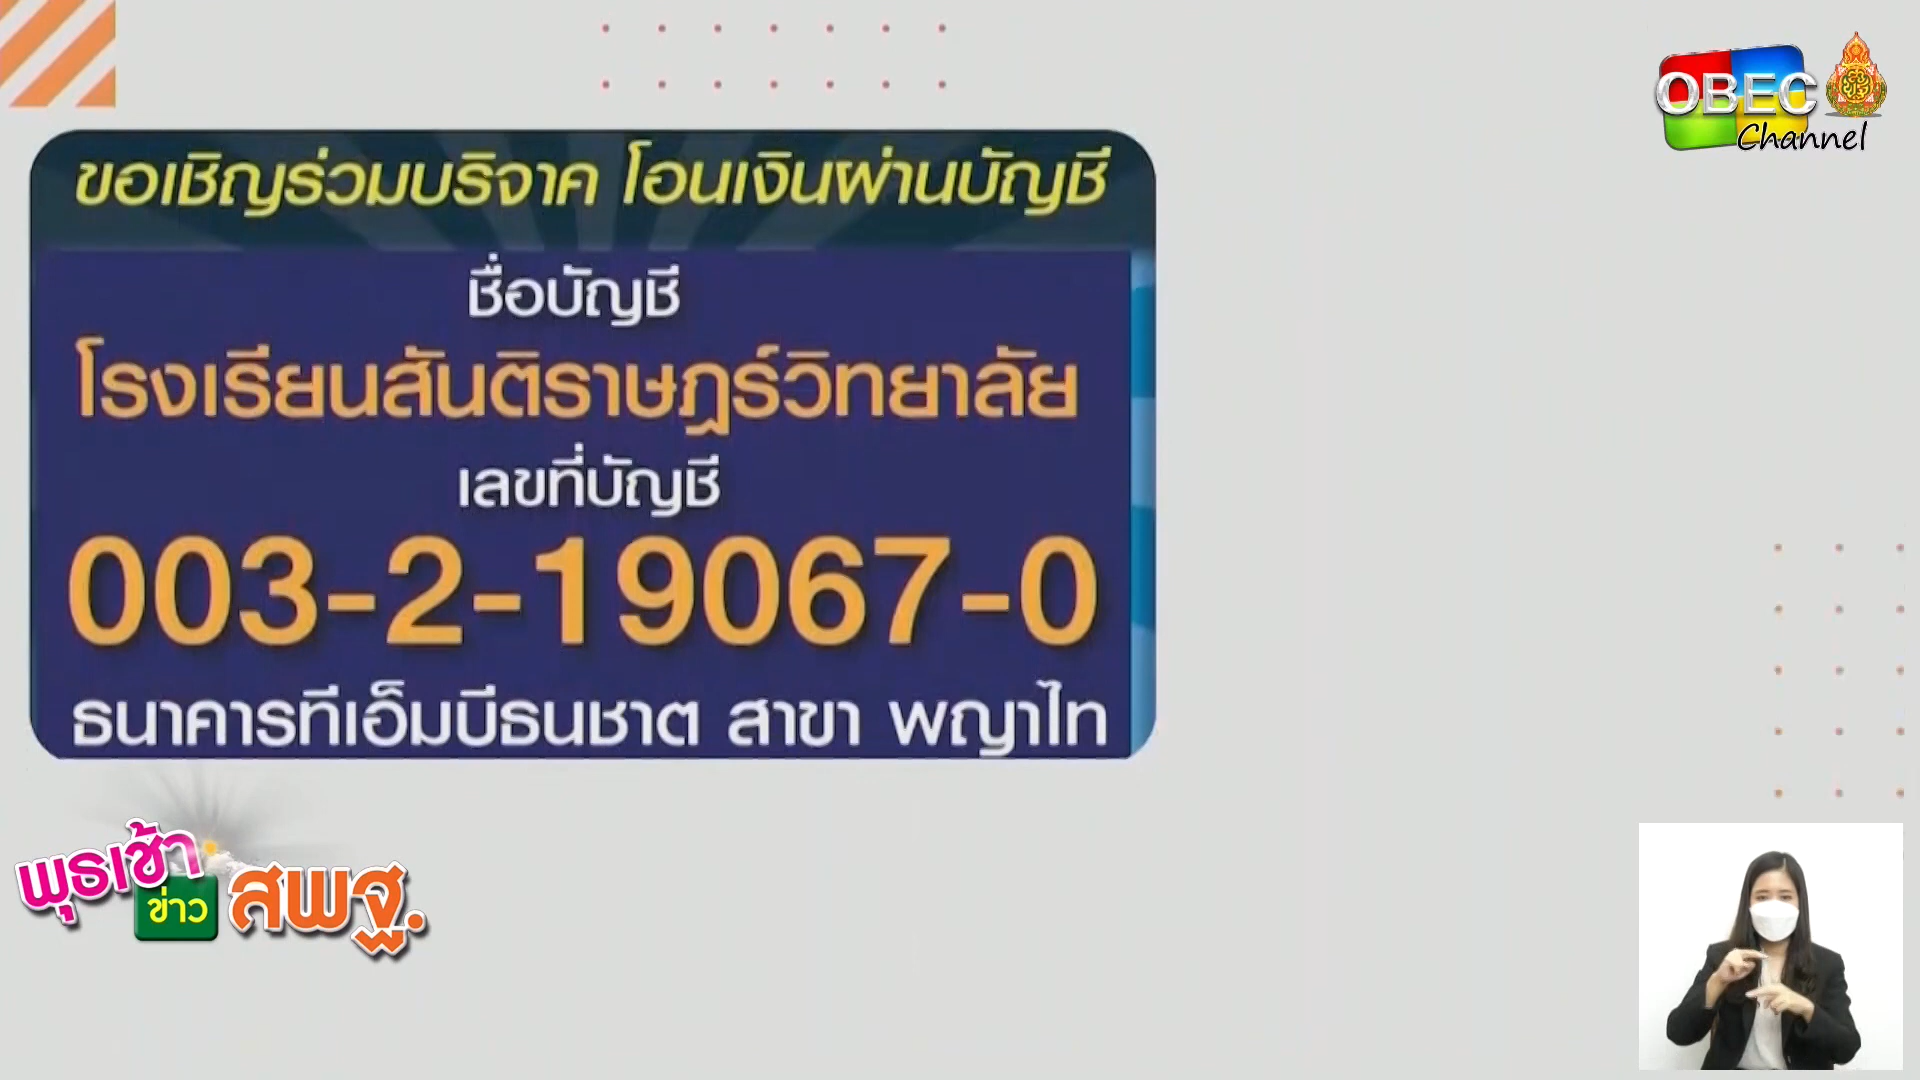 OBEC
Channel
ขอเชิญร่วมบริจาค โอนเงินผ่านบัญชี
ชื่อบัญชี
โรงเรียนสันติราษฎร์วิทยาลัย
เลขที่บัญชี
003-2-19067-0
ธนาคารทีเอ็มบีธนชาต สาขา พญาไท
พุธเช้า
ข่าว สพฐ.